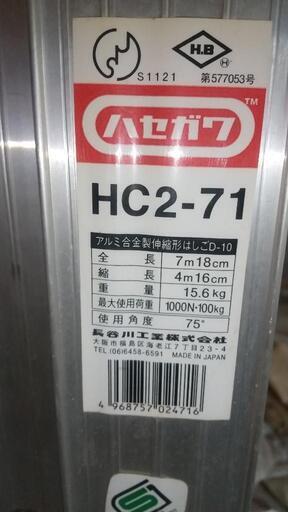 H.B
H
S1121
第577053号
ハセガワ TM
HC2-71
アルミ合金製伸縮形はしごD-10
全長 7m18cm
縮長 4m16cm
重量 15.6kg
最大使用荷重 1000N・100kg
使用角度 75°
長谷川工業株式会社
大阪市福島区海老江7丁目23-4
TEL (06)6458-6591 MADE IN JAPAN
4 968757 024716